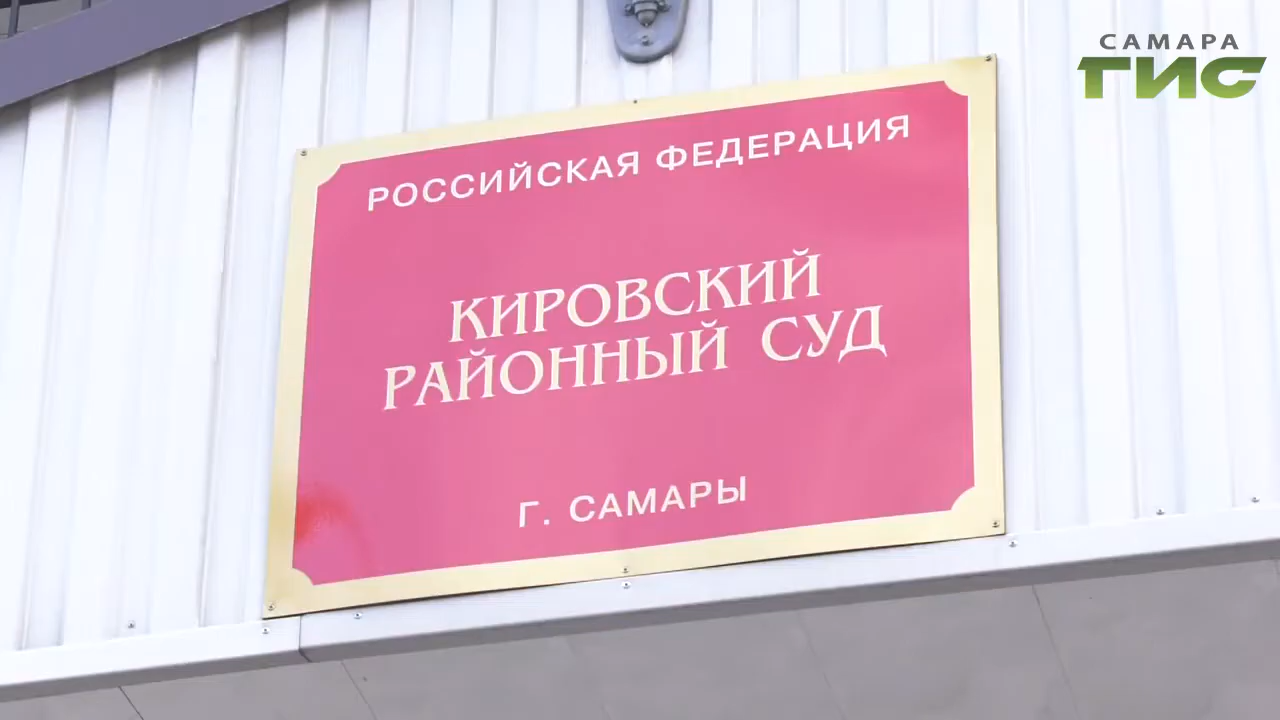 САМАРА
ГИС
РОССИЙСКАЯ ФЕДЕРАЦИЯ
КИРОВСКИЙ
РАЙОННЫЙ СУД
Г. САМАРЫ